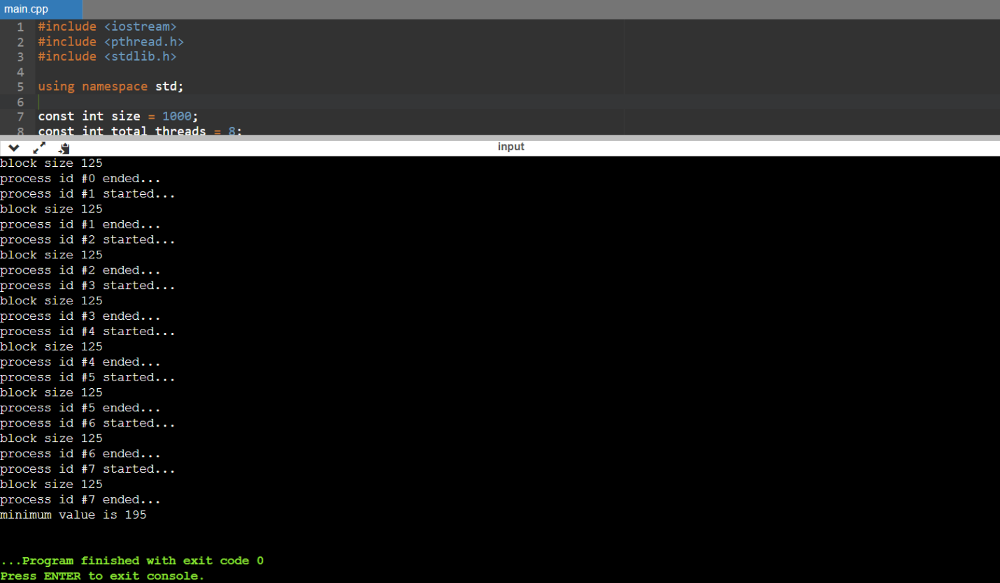 main.cpp
1 #include <iostream>
2 #include <pthread.h>
3 #include <stdlib.h>
4
5 using namespace std;
6
7 const int size = 1000;
8 const int total_threads = 8;
input
block size 125
process id #0 ended...
process id #1 started...
block size 125
process id #1 ended...
process id #2 started...
block size 125
process id #2 ended...
process id #3 started...
block size 125
process id #3 ended...
process id #4 started...
block size 125
process id #4 ended...
process id #5 started...
block size 125
process id #5 ended...
process id #6 started...
block size 125
process id #6 ended...
process id #7 started...
block size 125
process id #7 ended...
minimum value is 195
...Program finished with exit code 0
Press ENTER to exit console.